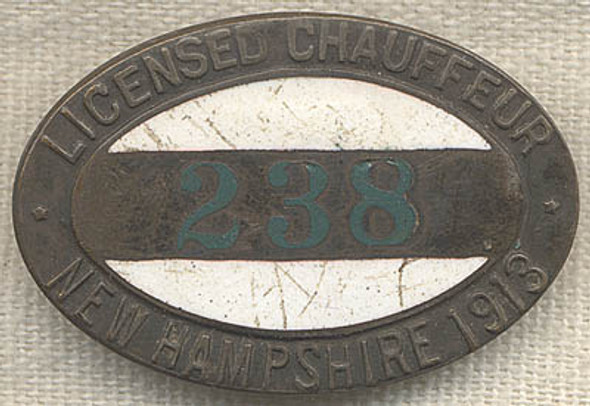 LICENSED CHAUFFEUR
238
NEW HAMPSHIRE 1913